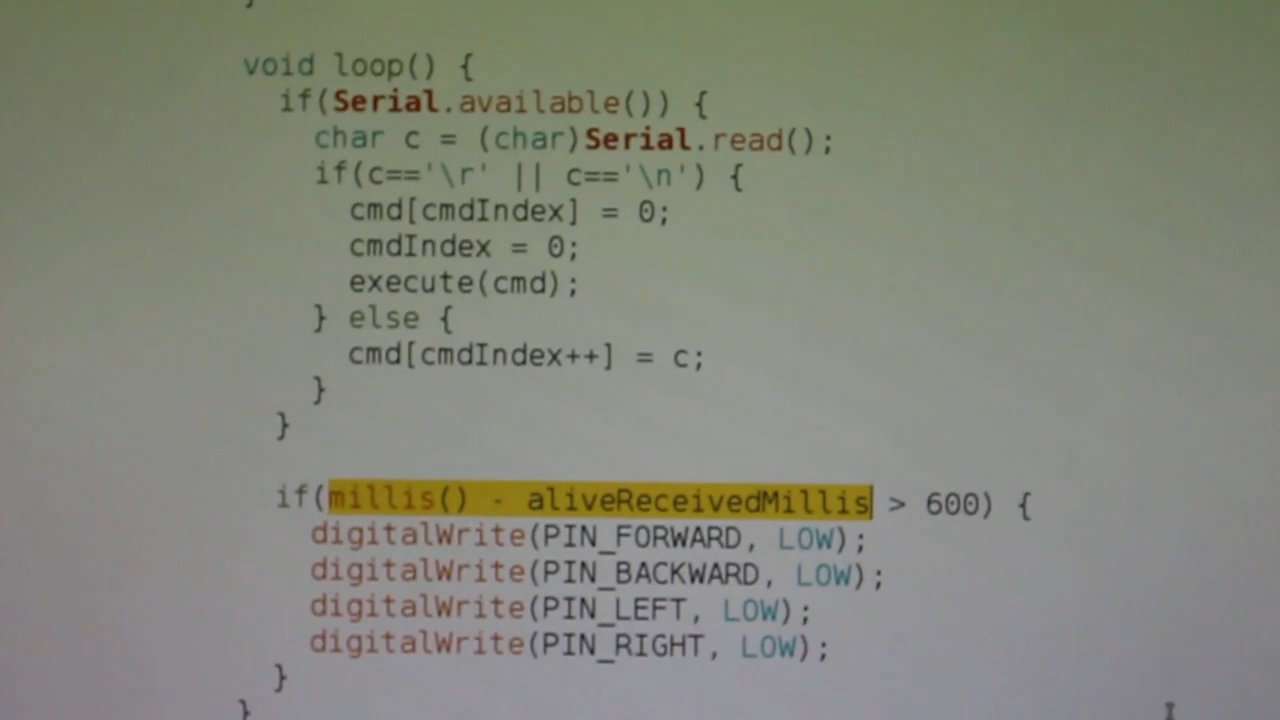 }
void loop() {
if(Serial.available()) {
char c = (char)Serial.read();
if(c=='\r' || c=='\n') {
cmd[cmdIndex] = 0;
cmdIndex = 0;
execute(cmd);
} else {
cmd[cmdIndex++] = c;
}
}
if(millis() - aliveReceivedMillis > 600) {
digitalWrite(PIN_FORWARD, LOW);
digitalWrite(PIN_BACKWARD, LOW);
digitalWrite(PIN_LEFT, LOW);
digitalWrite(PIN_RIGHT, LOW);
}
}